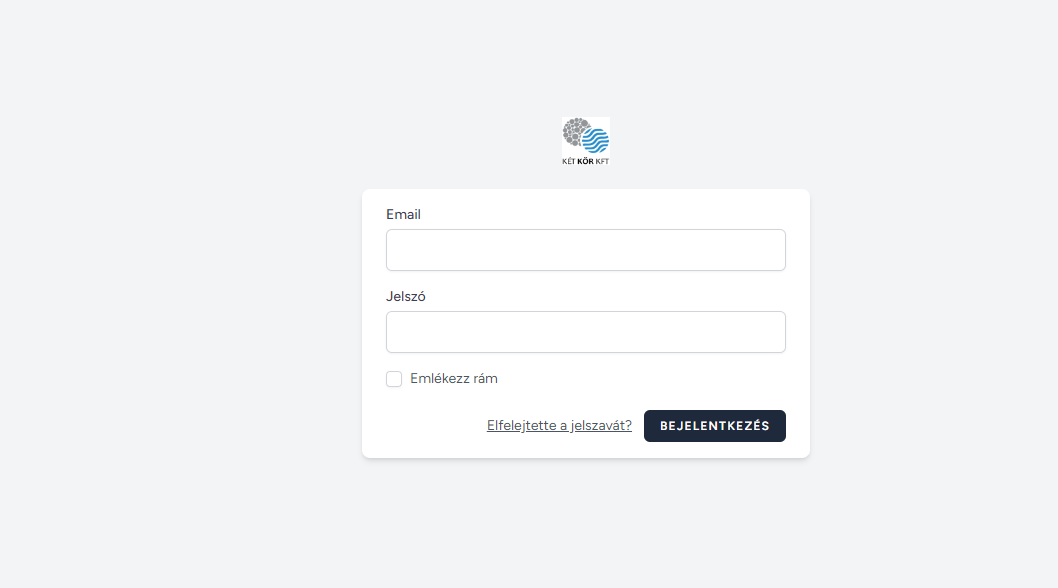 KÉT KÖR KFT
Email
Jelszó
Emlékezz rám
Elfelejtette a jelszavát? BEJELENTKEZÉS